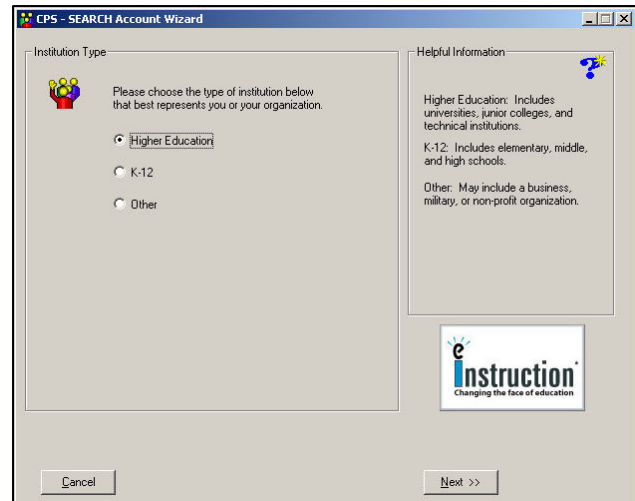 CPS - SEARCH Account Wizard
Institution Type
Please choose the type of institution below
that best represents you or your organization.
Higher Education
K-12
Other
Helpful Information
Higher Education: Includes
universities, junior colleges, and
technical institutions.
K-12: Includes elementary, middle,
and high schools.
Other: May include a business,
military, or non-profit organization.
eInstruction
Changing the face of education
Cancel
Next >>